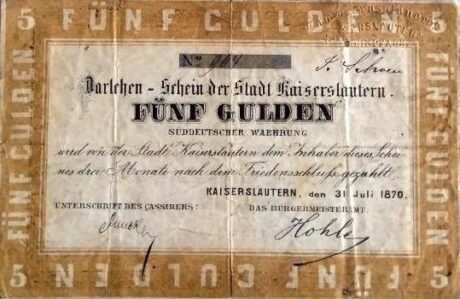 5 FÜNF GULDEN 5
FÜNF GULDEN
FÜNF GULDEN
No 904
Darlehen - Schein der Stadt Kaiserslautern.
FÜNF GULDEN
SÜDDEUTSCHER WAEHRUNG
wird von der Stadt Kaiserslautern dem Inhaber dieses Schei-
nes drei Monate nach dem Friedensschluß gezahlt.
KAISERSLAUTERN, den 31 Juli 1870.
UNTERSCHRIFT DES CASSIRERS:
DAS BÜRGERMEISTERAMT.
Hohle
5 FÜNF GULDEN 5